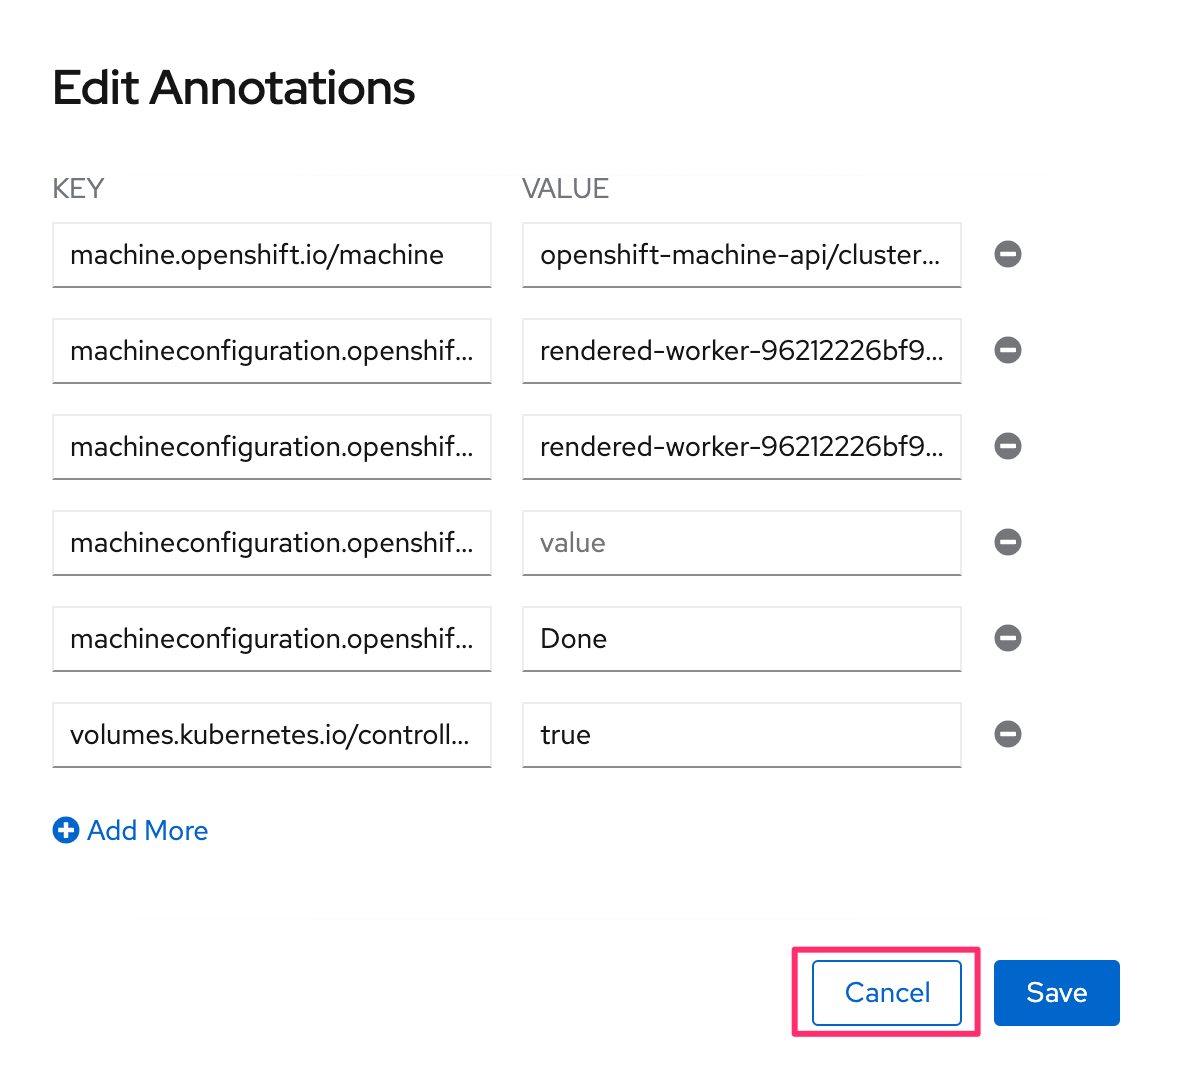 Edit Annotations
KEY VALUE
machine.openshift.io/machine openshift-machine-api/cluster...
machineconfiguration.openshif... rendered-worker-96212226bf9...
machineconfiguration.openshif... rendered-worker-96212226bf9...
machineconfiguration.openshif... value
machineconfiguration.openshif... Done
volumes.kubernetes.io/controll... true
Add More
Cancel Save